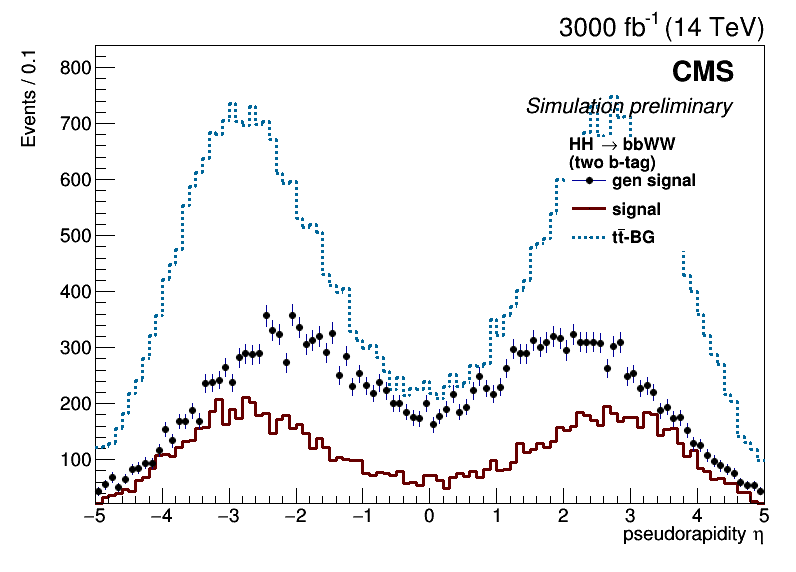 3000 fb⁻¹ (14 TeV)
CMS
Simulation preliminary
HH → bbWW
(two b-tag)
gen signal
signal
tt̄-BG
Events / 0.1
800
700
600
500
400
300
200
100
−5 −4 −3 −2 −1 0 1 2 3 4 5
pseudorapidity η